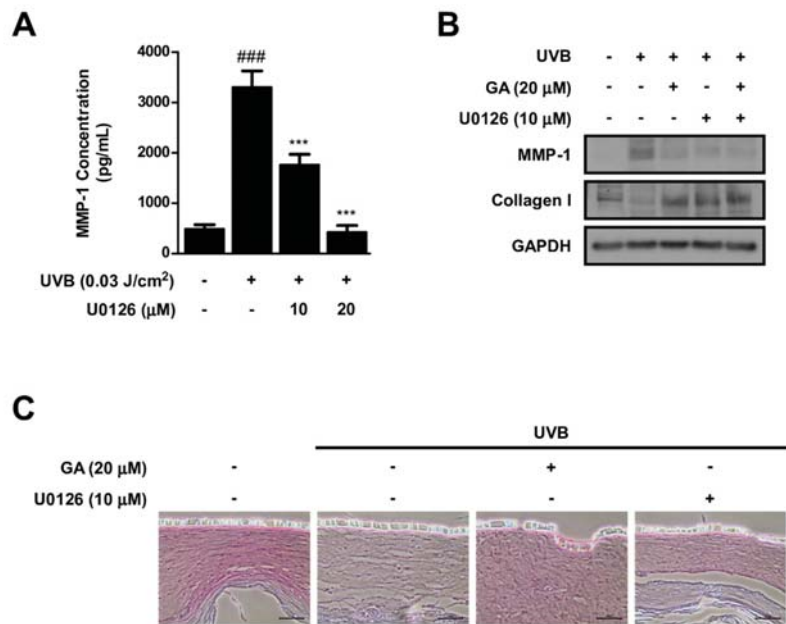 A
MMP-1 Concentration
(pg/mL)
4000
3000
2000
1000
0
###
***
***
UVB (0.03 J/cm²) - + + +
U0126 (μM) - - 10 20
B
UVB - + + + +
GA (20 μM) - - + - +
U0126 (10 μM) - - - + +
MMP-1
Collagen I
GAPDH
C
UVB
GA (20 μM) - - + -
U0126 (10 μM) - - - +